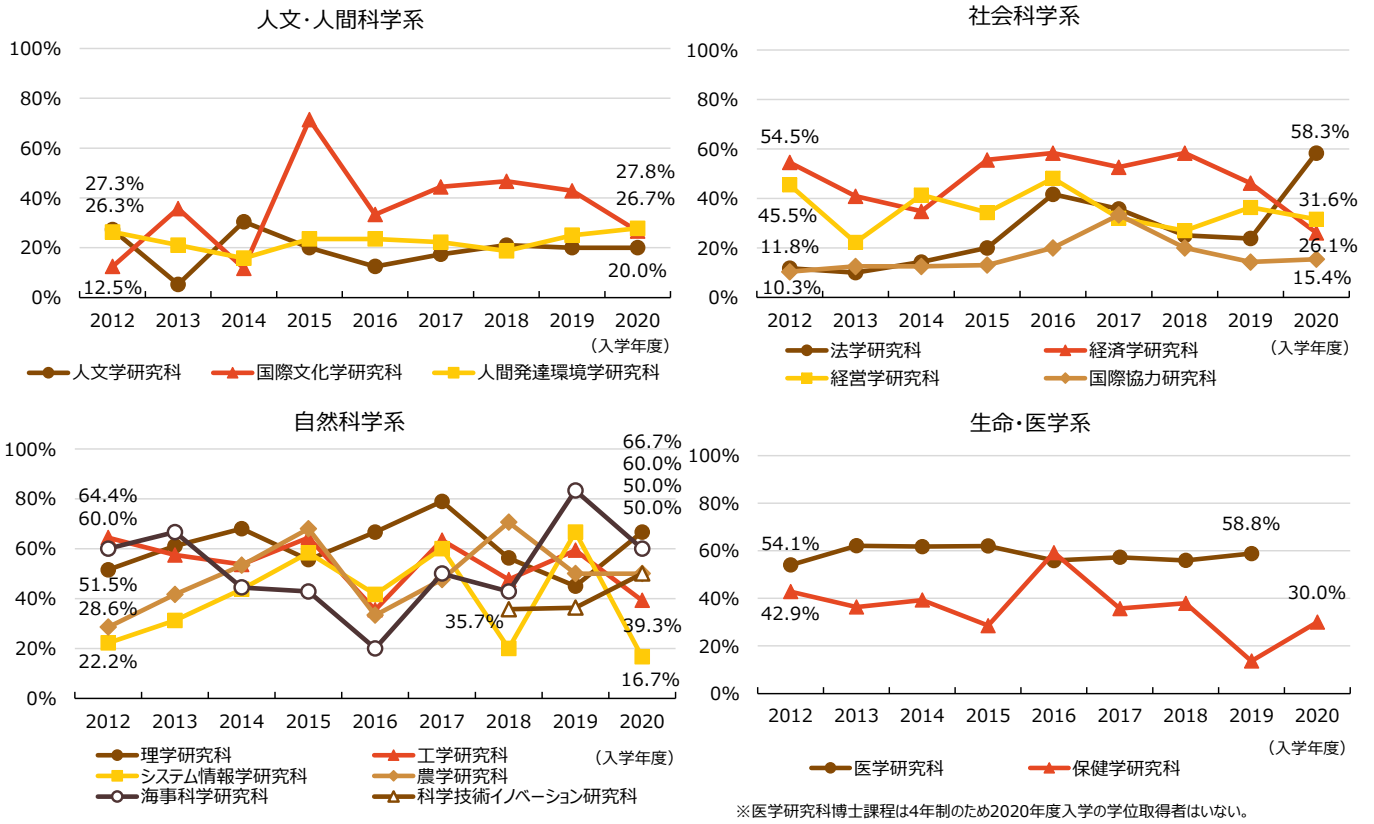 人文・人間科学系
100%
80%
60%
40%
20%
0%
27.3%
26.3%
12.5%
27.8%
26.7%
20.0%
2012 2013 2014 2015 2016 2017 2018 2019 2020
(入学年度)
人文学研究科 国際文化学研究科 人間発達環境学研究科
社会科学系
100%
80%
60%
40%
20%
0%
54.5%
45.5%
11.8%
10.3%
58.3%
31.6%
26.1%
15.4%
2012 2013 2014 2015 2016 2017 2018 2019 2020
(入学年度)
法学研究科 経済学研究科
経営学研究科 国際協力研究科
自然科学系
100%
80%
60%
40%
20%
0%
64.4%
60.0%
51.5%
28.6%
22.2%
35.7%
66.7%
60.0%
50.0%
50.0%
39.3%
16.7%
2012 2013 2014 2015 2016 2017 2018 2019 2020
(入学年度)
理学研究科 工学研究科
システム情報学研究科 農学研究科
海事科学研究科 科学技術イノベーション研究科
生命・医学系
100%
80%
60%
40%
20%
0%
54.1%
42.9%
58.8%
30.0%
2012 2013 2014 2015 2016 2017 2018 2019 2020
(入学年度)
医学研究科 保健学研究科
※医学研究科博士課程は4年制のため2020年度入学の学位取得者はいない。